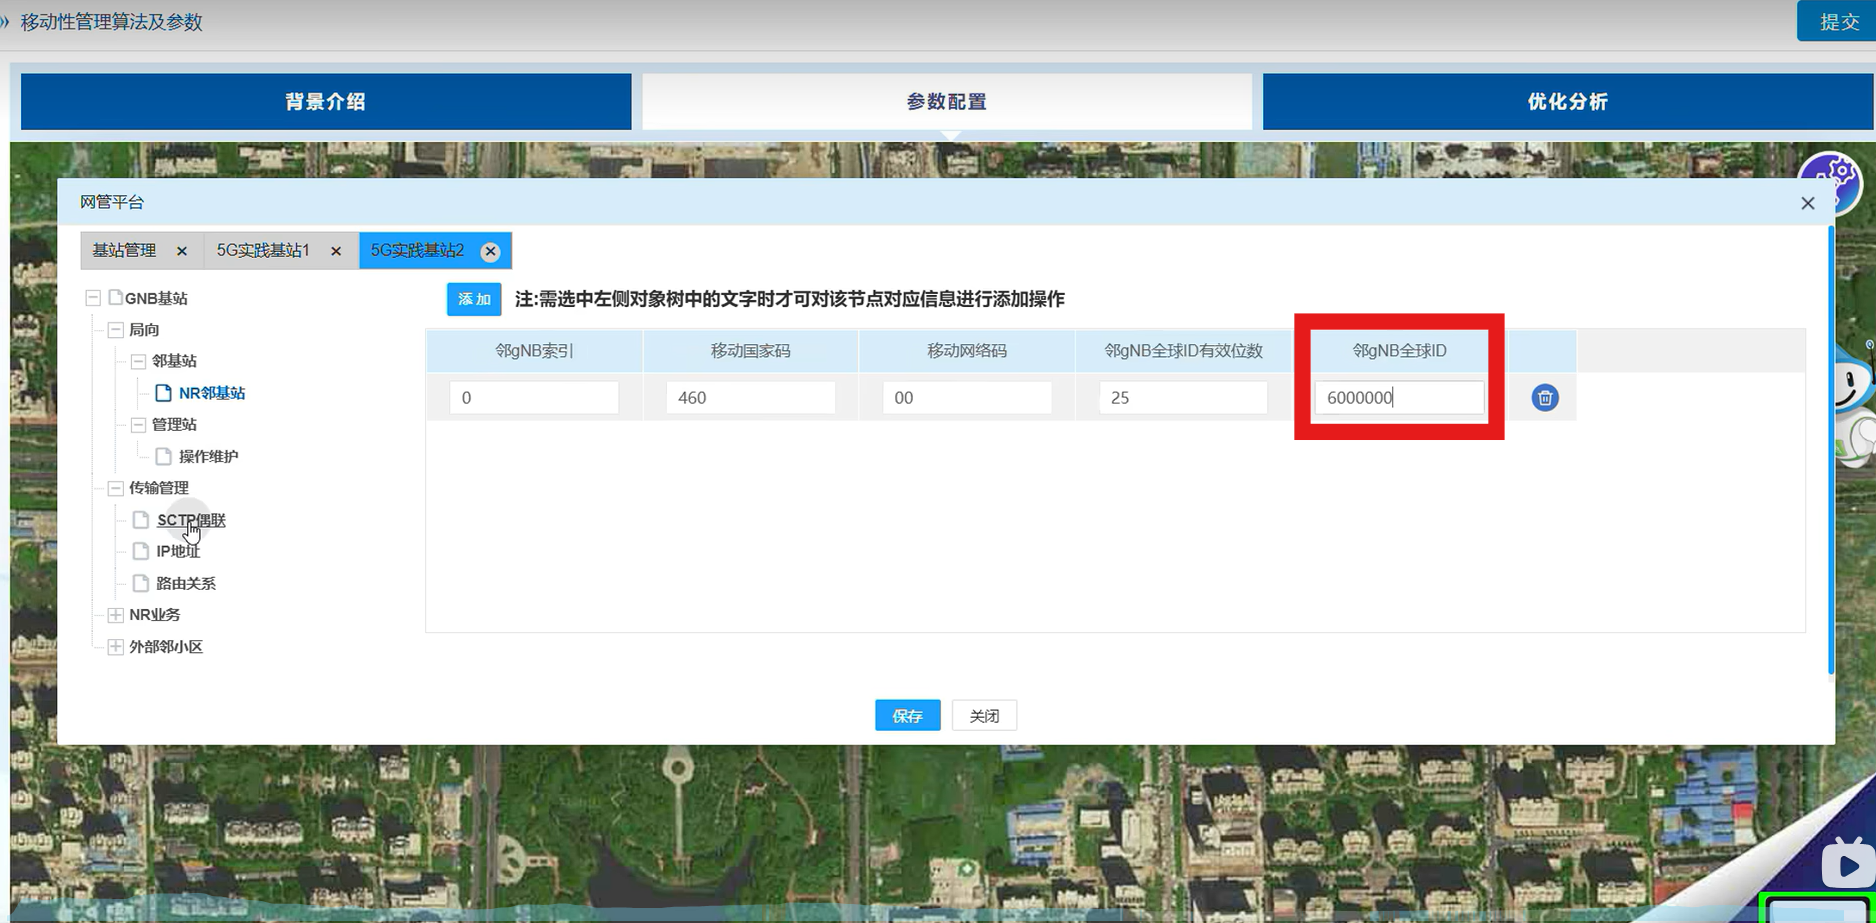 » 移动性管理算法及参数
提交
背景介绍
参数配置
优化分析
网管平台
基站管理
5G实践基站1
5G实践基站2
GNB基站
添加
注:需选中左侧对象树中的文字时才可对该节点对应信息进行添加操作
局向
邻gNB索引
移动国家码
移动网络码
邻gNB全球ID有效位数
邻gNB全球ID
邻基站
NR邻基站
0
460
00
25
6000000
管理站
操作维护
传输管理
SCTP偶联
IP地址
路由关系
NR业务
外部邻小区
保存
关闭